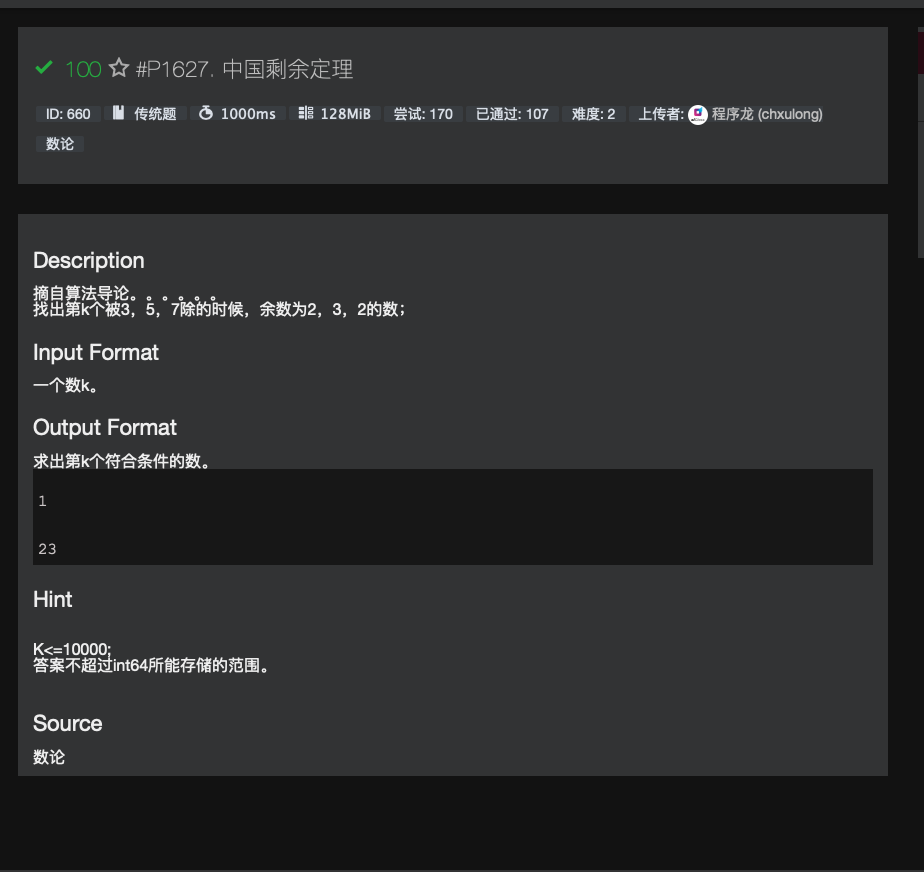 100 #P1627. 中国剩余定理
ID: 660 传统题 1000ms 128MiB 尝试: 170 已通过: 107 难度: 2 上传者: 程序龙 (chxulong)
数论
Description
摘自算法导论。。。。。。
找出第k个被3，5，7除的时候，余数为2，3，2的数；
Input Format
一个数k。
Output Format
求出第k个符合条件的数。
1
23
Hint
K<=10000;
答案不超过int64所能存储的范围。
Source
数论